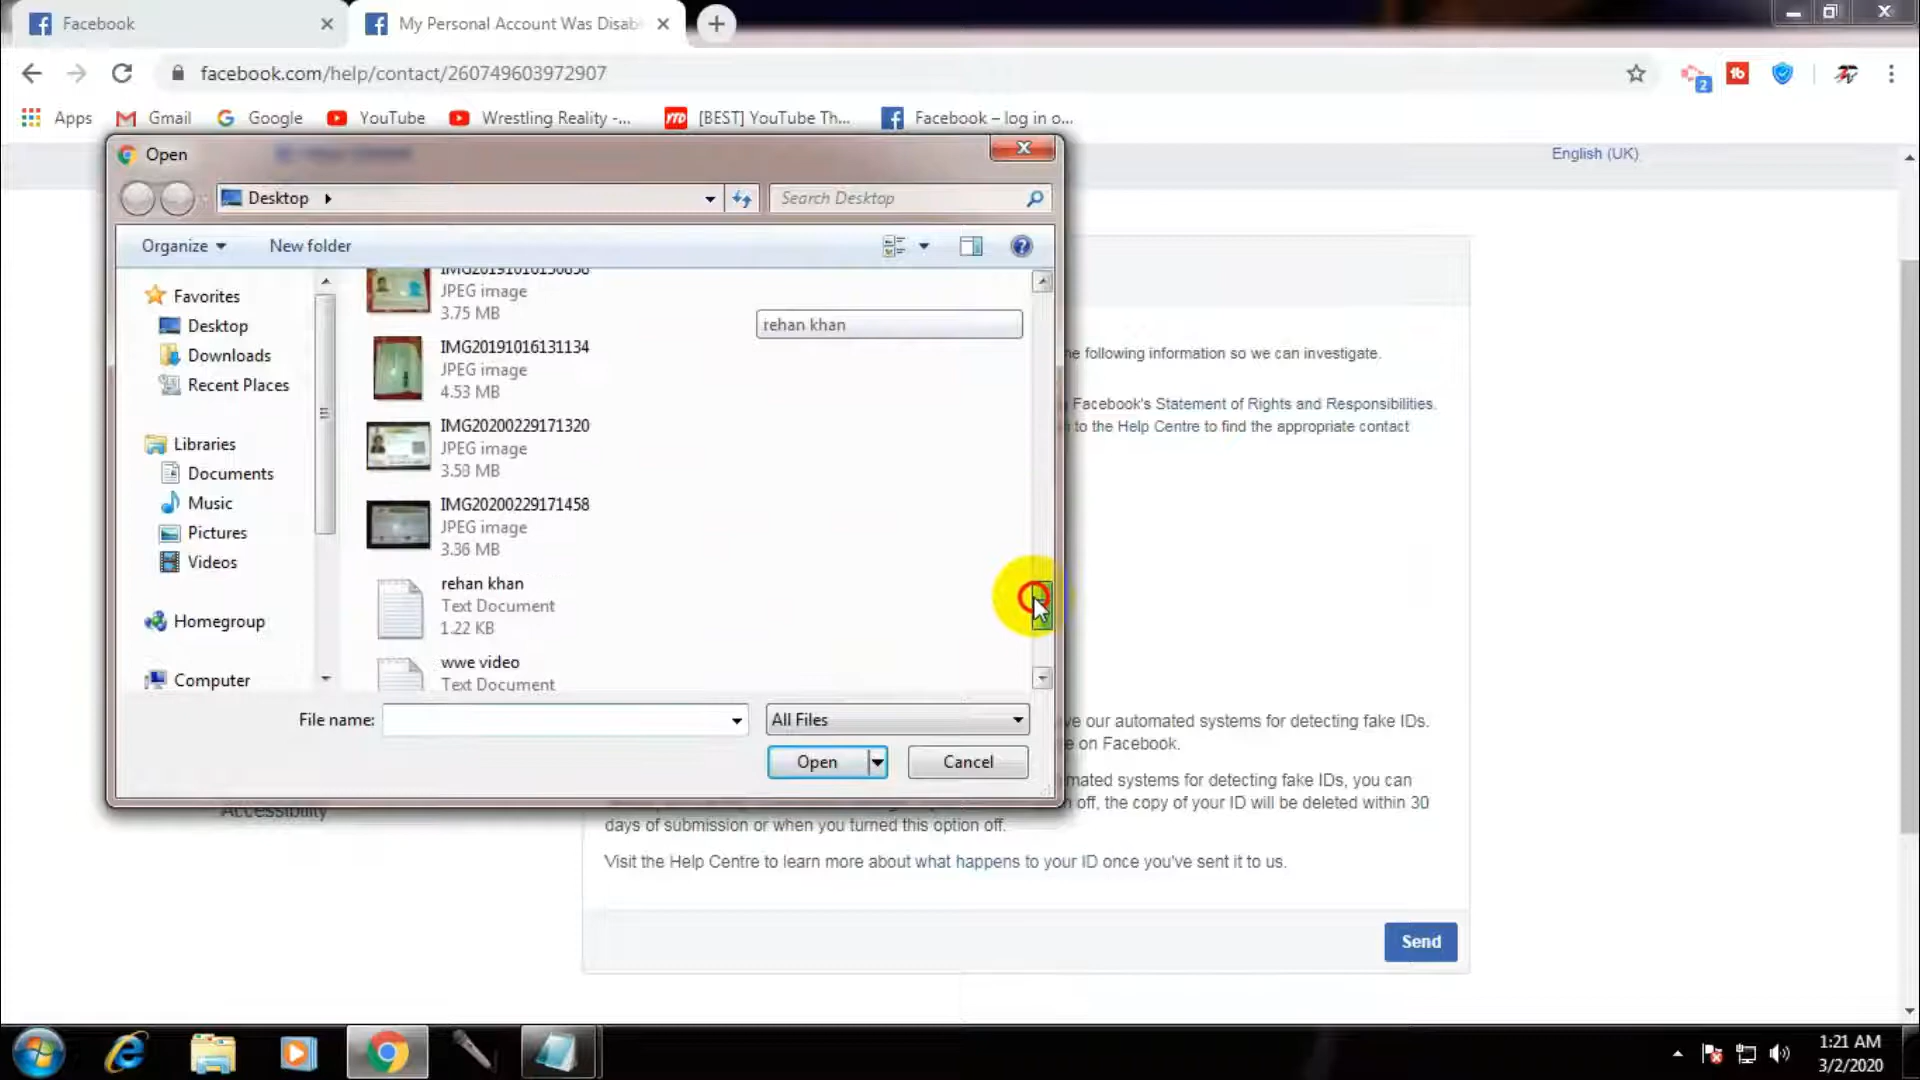 Facebook
My Personal Account Was Disab
facebook.com/help/contact/260749603972907
2
Apps
Gmail
Google
YouTube
Wrestling Reality -...
[BEST] YouTube Th...
Facebook – log in o...
English (UK)
Open
Desktop
Search Desktop
Organize
New folder
Favorites
Desktop
Downloads
Recent Places
Libraries
Documents
Music
Pictures
Videos
Homegroup
Computer
JPEG image
3.75 MB
IMG20191016131134
JPEG image
4.53 MB
IMG20200229171320
JPEG image
3.58 MB
IMG20200229171458
JPEG image
3.36 MB
rehan khan
Text Document
1.22 KB
wwe video
Text Document
rehan khan
File name:
All Files
Open
Cancel
e following information so we can investigate.
Facebook's Statement of Rights and Responsibilities.
to the Help Centre to find the appropriate contact
ve our automated systems for detecting fake IDs.
e on Facebook.
mated systems for detecting fake IDs, you can
off, the copy of your ID will be deleted within 30
days of submission or when you turned this option off.
Visit the Help Centre to learn more about what happens to your ID once you've sent it to us.
Accessibility
Send
1:21 AM
3/2/2020